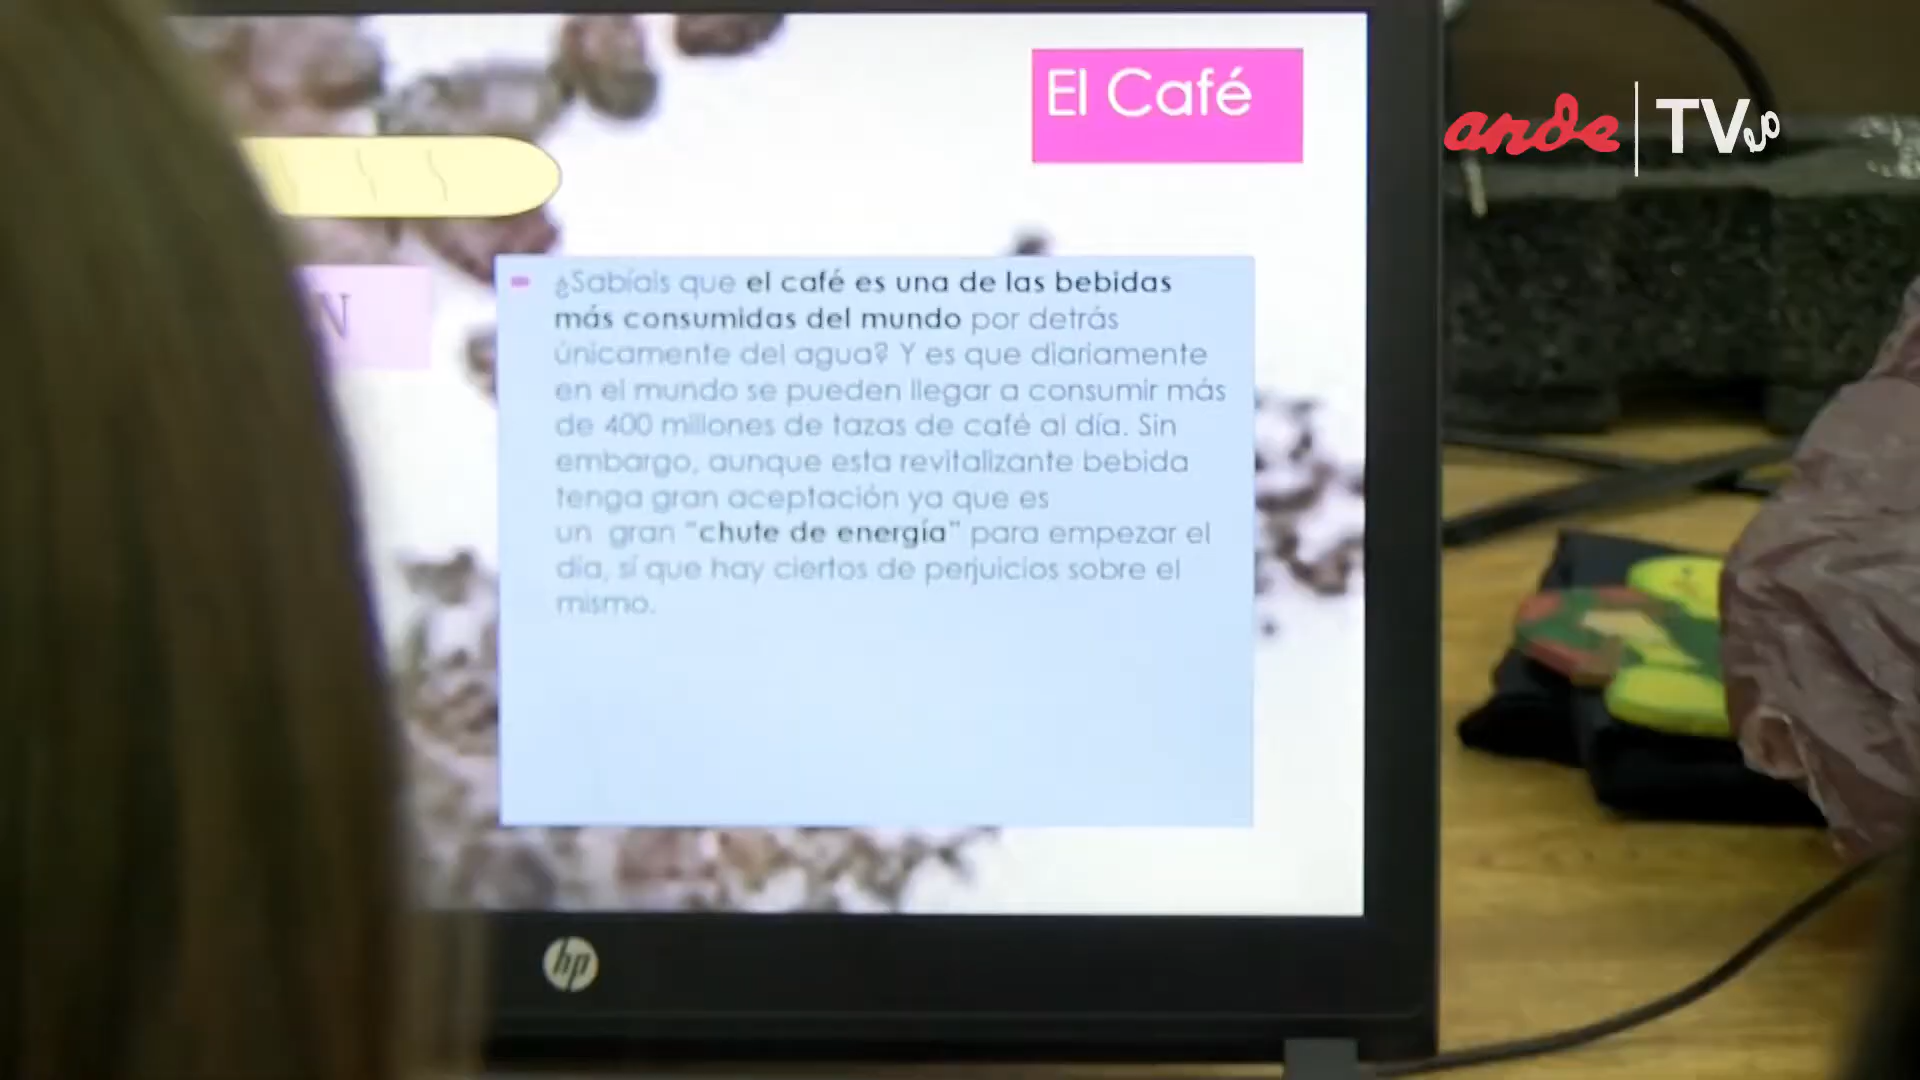 El Café
ande | TV
N
¿Sabíais que el café es una de las bebidas
más consumidas del mundo por detrás
únicamente del agua? Y es que diariamente
en el mundo se pueden llegar a consumir más
de 400 millones de tazas de café al día. Sin
embargo, aunque esta revitalizante bebida
tenga gran aceptación ya que es
un gran "chute de energía" para empezar el
día, sí que hay ciertos de perjuicios sobre el
mismo.
hp